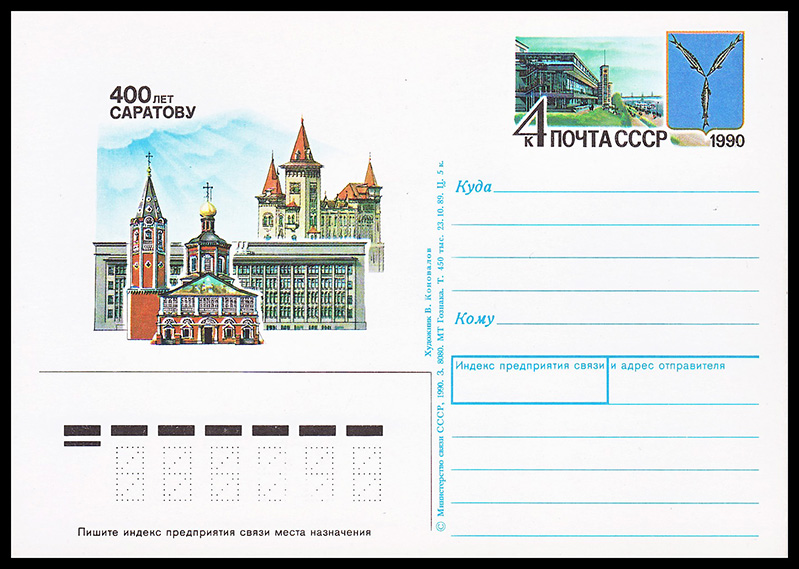 400 ЛЕТ
САРАТОВУ
4 К ПОЧТА СССР 1990
Куда
Кому
Индекс предприятия связи и адрес отправителя
Пишите индекс предприятия связи места назначения
Художник В. Коновалов
© Министерство связи СССР, 1990. З. 8080. МТ Гознака. Т. 450 тыс. 23.10.89. Ц. 5 к.